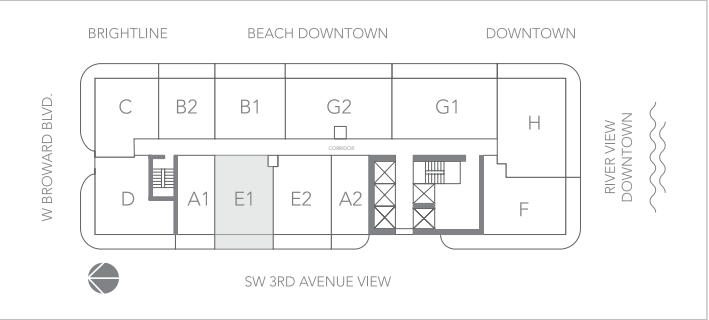 BRIGHTLINE
BEACH DOWNTOWN
DOWNTOWN
W BROWARD BLVD.
C
B2
B1
G2
G1
H
CORRIDOR
D
A1
E1
E2
A2
F
RIVER VIEW
DOWNTOWN
SW 3RD AVENUE VIEW